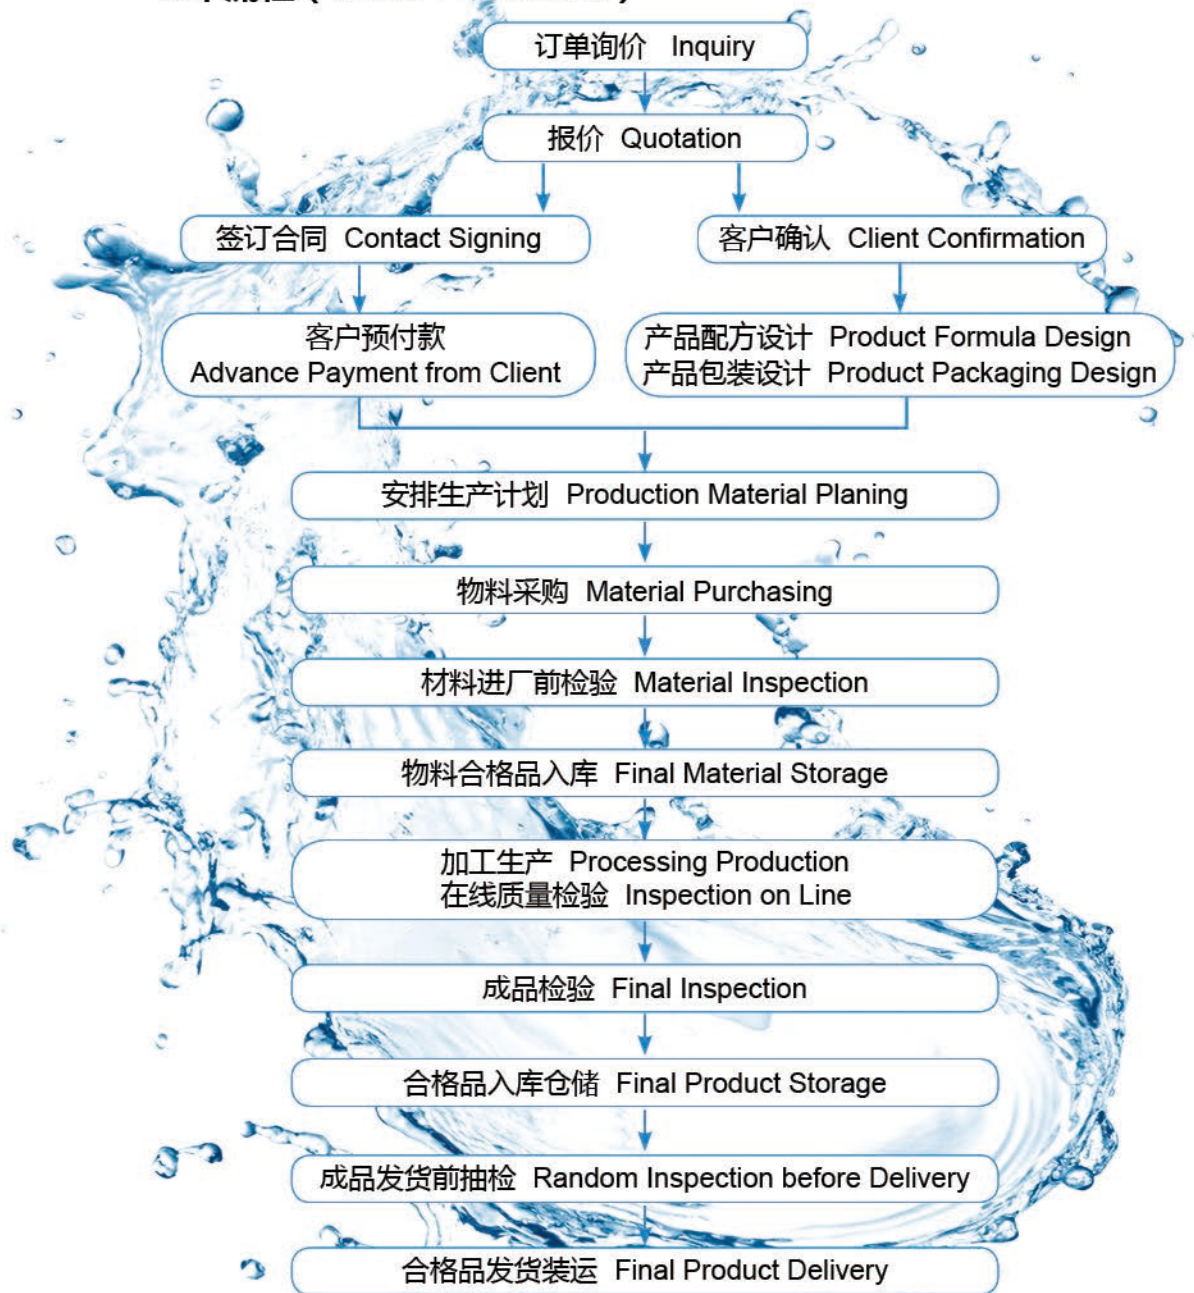 订单询价 Inquiry
报价 Quotation
签订合同 Contact Signing
客户确认 Client Confirmation
客户预付款
Advance Payment from Client
产品配方设计 Product Formula Design
产品包装设计 Product Packaging Design
安排生产计划 Production Material Planing
物料采购 Material Purchasing
材料进厂前检验 Material Inspection
物料合格品入库 Final Material Storage
加工生产 Processing Production
在线质量检验 Inspection on Line
成品检验 Final Inspection
合格品入库仓储 Final Product Storage
成品发货前抽检 Random Inspection before Delivery
合格品发货装运 Final Product Delivery